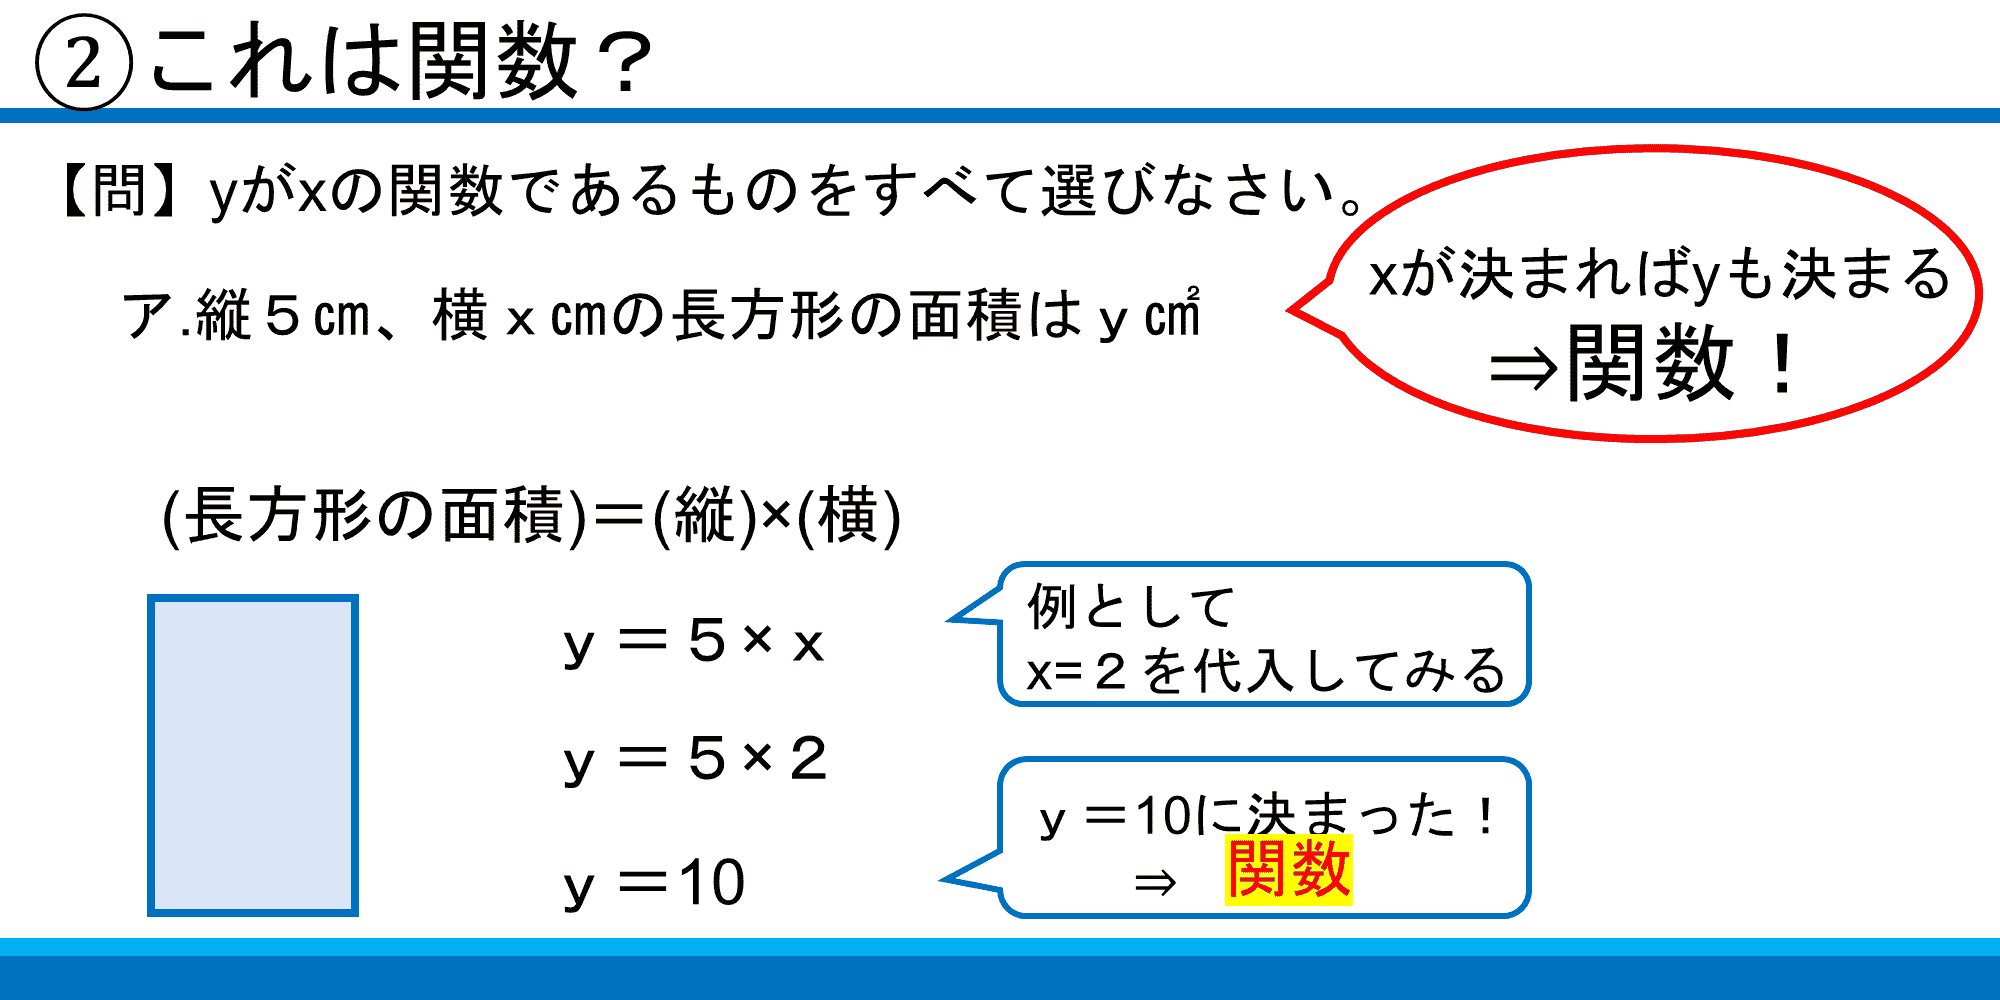 ②これは関数？
【問】yがxの関数であるものをすべて選びなさい。
ア.縦５㎝、横ｘ㎝の長方形の面積はｙ㎠
xが決まればyも決まる
⇒関数！
(長方形の面積)＝(縦)×(横)
ｙ＝５×ｘ
例として
x=２を代入してみる
ｙ＝５×２
ｙ＝10
ｙ＝10に決まった！
⇒ 関数